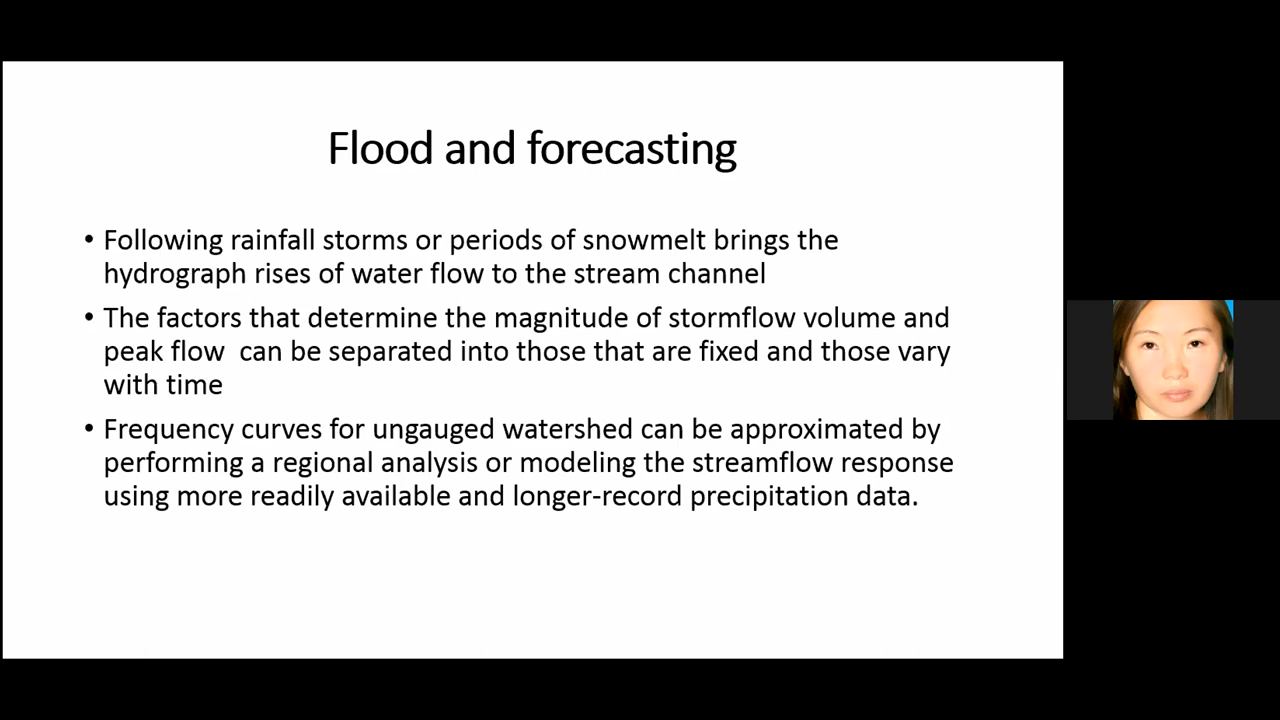 Flood and forecasting
• Following rainfall storms or periods of snowmelt brings the
hydrograph rises of water flow to the stream channel
• The factors that determine the magnitude of stormflow volume and
peak flow  can be separated into those that are fixed and those vary
with time
• Frequency curves for ungauged watershed can be approximated by
performing a regional analysis or modeling the streamflow response
using more readily available and longer-record precipitation data.